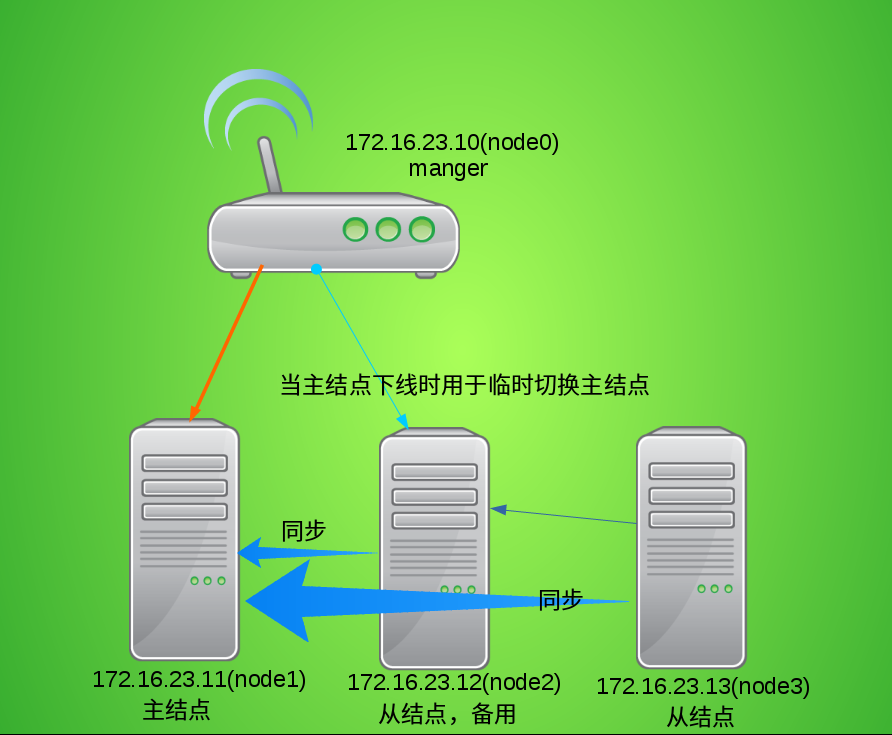 172.16.23.10(node0)
manger
当主结点下线时用于临时切换主结点
同步
同步
172.16.23.11(node1)
主结点
172.16.23.12(node2)
从结点，备用
172.16.23.13(node3)
从结点